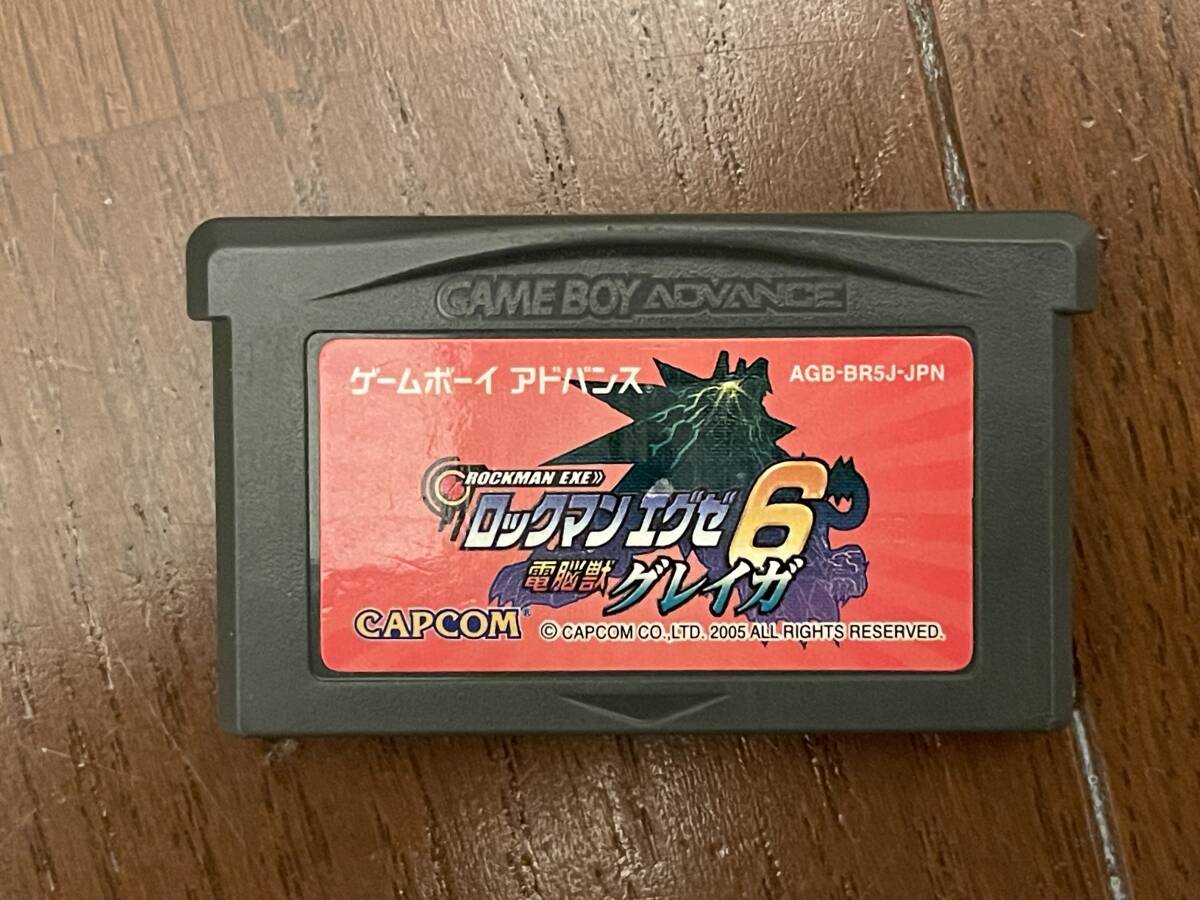 GAME BOY ADVANCE
ゲームボーイ アドバンス
AGB-BR5J-JPN
ROCKMAN EXE
ロックマン エグゼ6
電脳獣 グレイガ
CAPCOM®
© CAPCOM CO., LTD. 2005 ALL RIGHTS RESERVED.